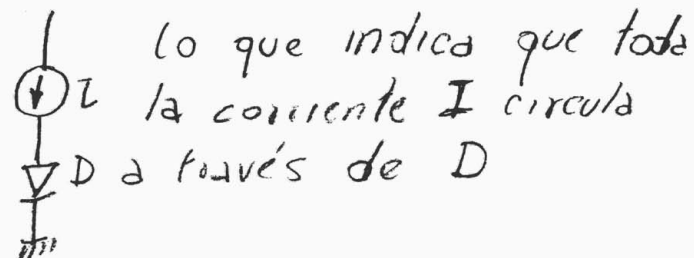 lo que indica que toda
I la corriente I circula
D a través de D